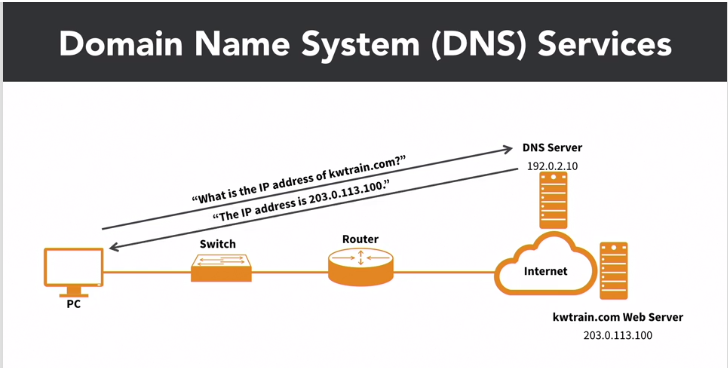 Domain Name System (DNS) Services
DNS Server
192.0.2.10
“What is the IP address of kwtrain.com?”
“The IP address is 203.0.113.100.”
Switch
Router
Internet
PC
kwtrain.com Web Server
203.0.113.100